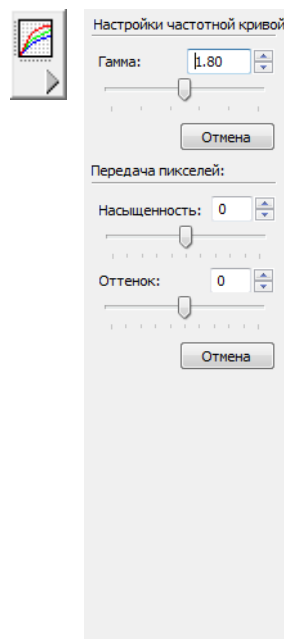 Настройки частотной кривой
Гамма: 1.80
Отмена
Передача пикселей:
Насыщенность: 0
Оттенок: 0
Отмена